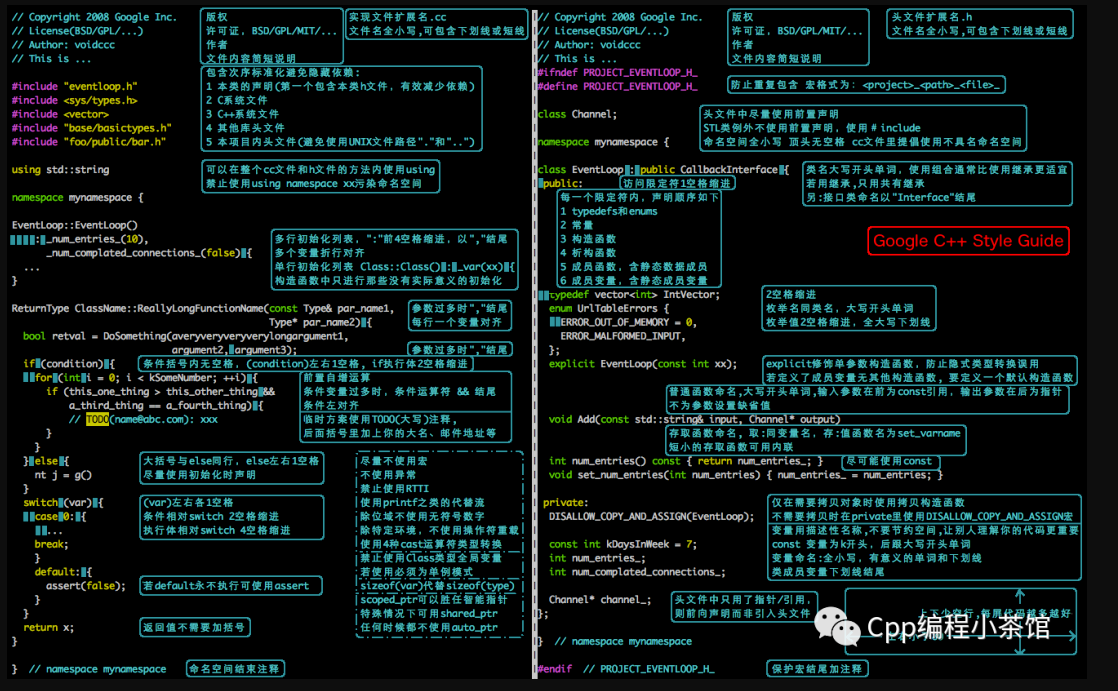 // Copyright 2008 Google Inc.
// License(BSD/GPL/...)
// Author: voidccc
// This is ...
版权
许可证，BSD/GPL/MIT/...
作者
文件内容简短说明
实现文件扩展名.cc
文件名全小写,可包含下划线或短线
#include "eventloop.h"
#include <sys/types.h>
#include <vector>
#include "base/basictypes.h"
#include "foo/public/bar.h"
包含次序标准化避免隐藏依赖:
1 本类的声明(第一个包含本类h文件，有效减少依赖)
2 C系统文件
3 C++系统文件
4 其他库头文件
5 本项目内头文件(避免使用UNIX文件路径"."和"..")
using std::string
可以在整个cc文件和h文件的方法内使用using
禁止使用using namespace xx污染命名空间
namespace mynamespace {
EventLoop::EventLoop()
: _num_entries_(10),
_num_complated_connections_(false) {
...
}
多行初始化列表，":"前4空格缩进，以","结尾
多个变量折行对齐
单行初始化列表 Class::Class() : _var(xx) {
构造函数中只进行那些没有实际意义的初始化
ReturnType ClassName::ReallyLongFunctionName(const Type& par_name1,
Type* par_name2) {
参数过多时","结尾
每行一个变量对齐
bool retval = DoSomething(averyveryveryverylongargument1,
argument2, argument3);
参数过多时","结尾
if (condition) {
条件括号内无空格，(condition)左右1空格，if执行体2空格缩进
for (int i = 0; i < kSomeNumber; ++i) {
if (this_one_thing > this_other_thing &&
a_third_thing == a_fourth_thing) {
前置自增运算
条件变量过多时，条件运算符 && 结尾
条件左对齐
// TODO(name@abc.com): xxx
临时方案使用TODO(大写)注释，
后面括号里加上你的大名、邮件地址等
}
}
} else {
nt j = g()
}
大括号与else同行，else左右1空格
尽量使用初始化时声明
switch (var) {
case 0: {
...
break;
}
(var)左右各1空格
条件相对switch 2空格缩进
执行体相对switch 4空格缩进
default: {
assert(false);
}
}
若default永不执行可使用assert
return x;
返回值不需要加括号
}
} // namespace mynamespace
命名空间结束注释
尽量不使用宏
不使用异常
禁止使用RTTI
使用printf之类的代替流
除位域不使用无符号数字
除特定环境，不使用操作符重载
使用4种cast运算符类型转换
禁止使用Class类型全局变量
若使用必须为单例模式
sizeof(var)代替sizeof(type)
scoped_ptr可以胜任智能指针
特殊情况下可用shared_ptr
任何时候都不使用auto_ptr
// Copyright 2008 Google Inc.
// License(BSD/GPL/...)
// Author: voidccc
// This is ...
版权
许可证，BSD/GPL/MIT/...
作者
文件内容简短说明
头文件扩展名.h
文件名全小写,可包含下划线或短线
#ifndef PROJECT_EVENTLOOP_H_
#define PROJECT_EVENTLOOP_H_
防止重复包含 宏格式为: <project>_<path>_<file>_
class Channel;
namespace mynamespace {
头文件中尽量使用前置声明
STL类例外不使用前置声明，使用#include
命名空间全小写 顶头无空格 cc文件里提倡使用不具名命名空间
class EventLoop : public CallbackInterface {
public:
访问限定符1空格缩进
类名大写开头单词，使用组合通常比使用继承更适宜
若用继承,只用共有继承
另:接口类命名以"Interface"结尾
每一个限定符内，声明顺序如下
1 typedefs和enums
2 常量
3 构造函数
4 析构函数
5 成员函数，含静态数据成员
6 成员变量，含静态成员变量
Google C++ Style Guide
typedef vector<int> IntVector;
enum UrlTableErrors {
ERROR_OUT_OF_MEMORY = 0,
ERROR_MALFORMED_INPUT,
};
2空格缩进
枚举名同类名，大写开头单词
枚举值2空格缩进，全大写下划线
explicit EventLoop(const int xx);
explicit修饰单参数构造函数，防止隐式类型转换误用
若定义了成员变量无其他构造函数，要定义一个默认构造函数
普通函数命名,大写开头单词,输入参数在前为const引用，输出参数在后为指针
不为参数设置缺省值
void Add(const std::string& input, Channel* output)
存取函数命名，取:同变量名，存:值函数名为set_varname
短小的存取函数可用内联
int num_entries() const { return num_entries_; }
尽可能使用const
void set_num_entries(int num_entries) { num_entries_ = num_entries; }
private:
DISALLOW_COPY_AND_ASSIGN(EventLoop);
仅在需要拷贝对象时使用拷贝构造函数
不需要拷贝时在private里使用DISALLOW_COPY_AND_ASSIGN宏
const int kDaysInWeek = 7;
int num_entries_;
int num_complated_connections_;
变量用描述性名称,不要节约空间,让别人理解你的代码更重要
const 变量为k开头，后跟大写开头单词
变量命名:全小写，有意义的单词和下划线
类成员变量下划线结尾
Channel* channel_;
};
头文件中只用了指针/引用，
则前向声明而非引入头文件
上下少空行,每屏代码越多越好
Cpp编程小茶馆
} // namespace mynamespace
#endif // PROJECT_EVENTLOOP_H_
保护宏结尾加注释